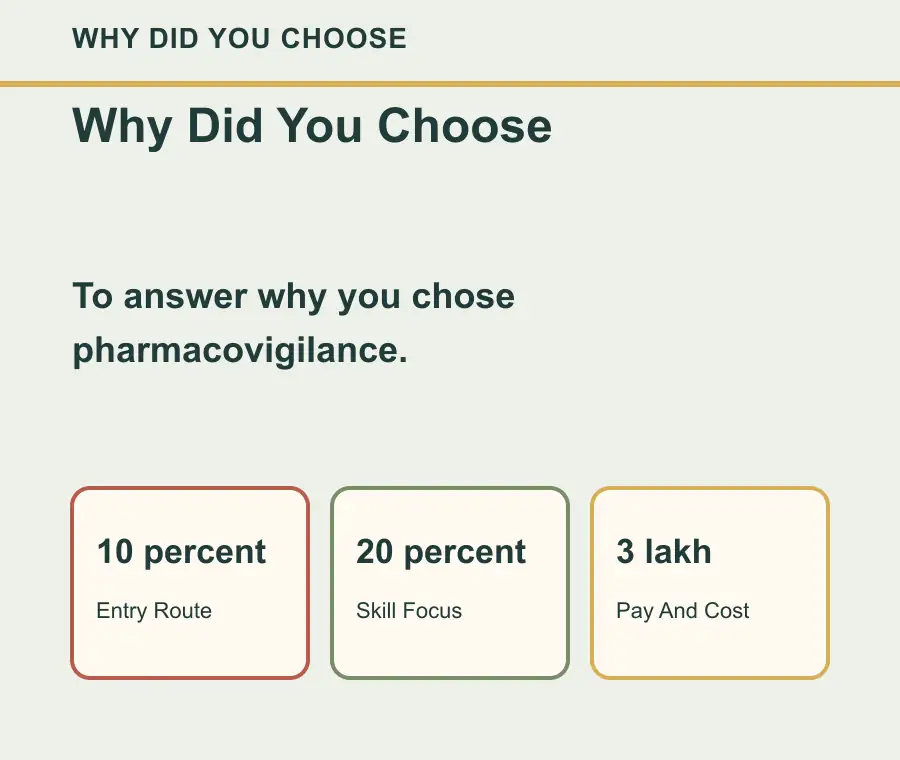 WHY DID YOU CHOOSE
Why Did You Choose
To answer why you chose
pharmacovigilance.
10 percent
Entry Route
20 percent
Skill Focus
3 lakh
Pay And Cost